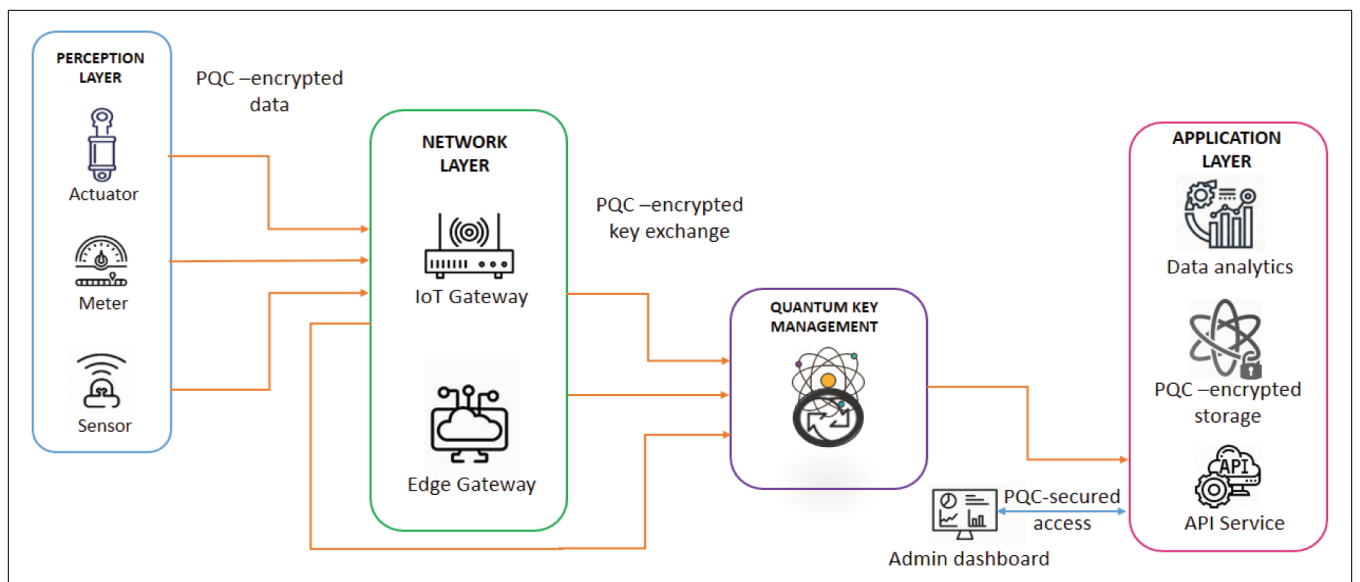 PERCEPTION
LAYER
Actuator
Meter
Sensor
PQC –encrypted
data
NETWORK
LAYER
IoT Gateway
Edge Gateway
PQC –encrypted
key exchange
QUANTUM KEY
MANAGEMENT
APPLICATION
LAYER
Data analytics
PQC –encrypted
storage
API
API Service
PQC-secured
access
Admin dashboard